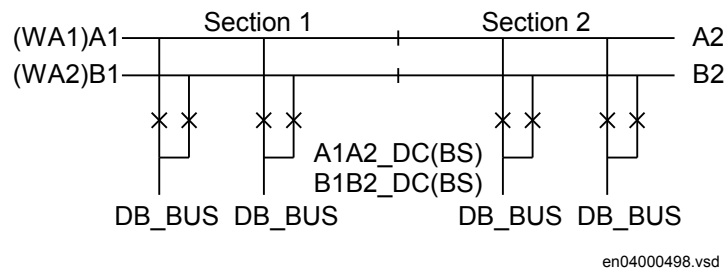 Section 1 Section 2
(WA1)A1 A2
(WA2)B1 B2
A1A2_DC(BS)
B1B2_DC(BS)
DB_BUS DB_BUS DB_BUS DB_BUS
en04000498.vsd